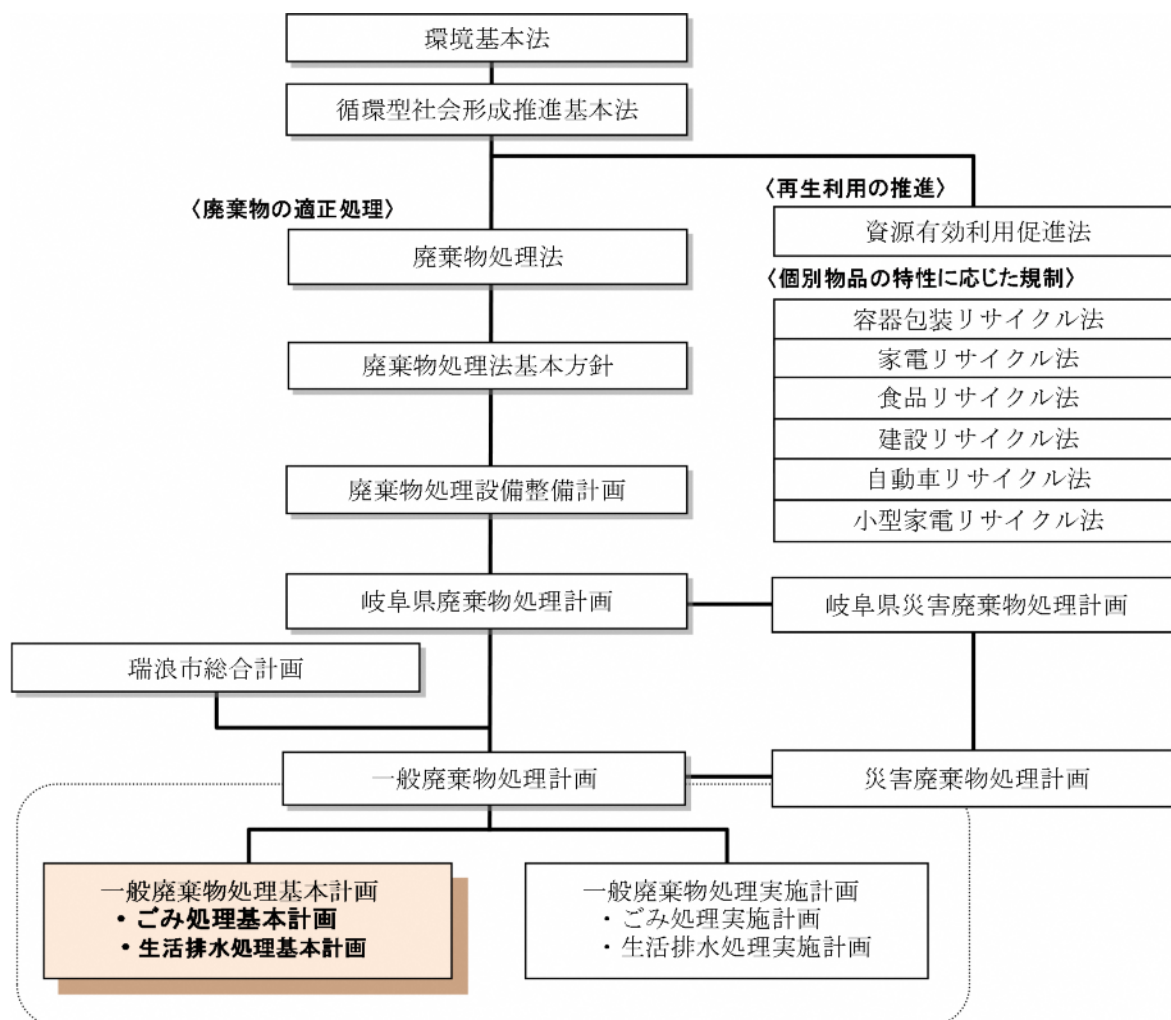 環境基本法
循環型社会形成推進基本法
〈廃棄物の適正処理〉
廃棄物処理法
廃棄物処理法基本方針
廃棄物処理設備整備計画
〈再生利用の推進〉
資源有効利用促進法
〈個別物品の特性に応じた規制〉
容器包装リサイクル法
家電リサイクル法
食品リサイクル法
建設リサイクル法
自動車リサイクル法
小型家電リサイクル法
岐阜県廃棄物処理計画
岐阜県災害廃棄物処理計画
瑞浪市総合計画
一般廃棄物処理計画
災害廃棄物処理計画
一般廃棄物処理基本計画
・ごみ処理基本計画
・生活排水処理基本計画
一般廃棄物処理実施計画
・ごみ処理実施計画
・生活排水処理実施計画